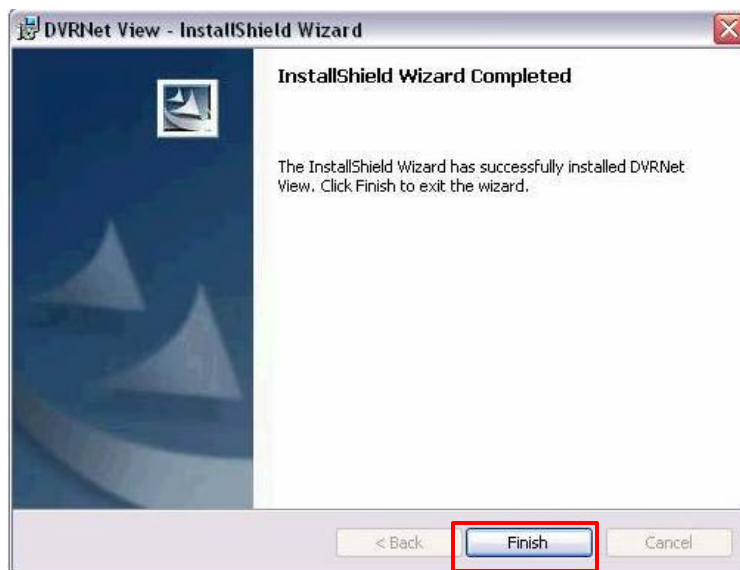 DVRNet View - InstallShield Wizard
InstallShield Wizard Completed
The InstallShield Wizard has successfully installed DVRNet
View. Click Finish to exit the wizard.
< Back
Finish
Cancel